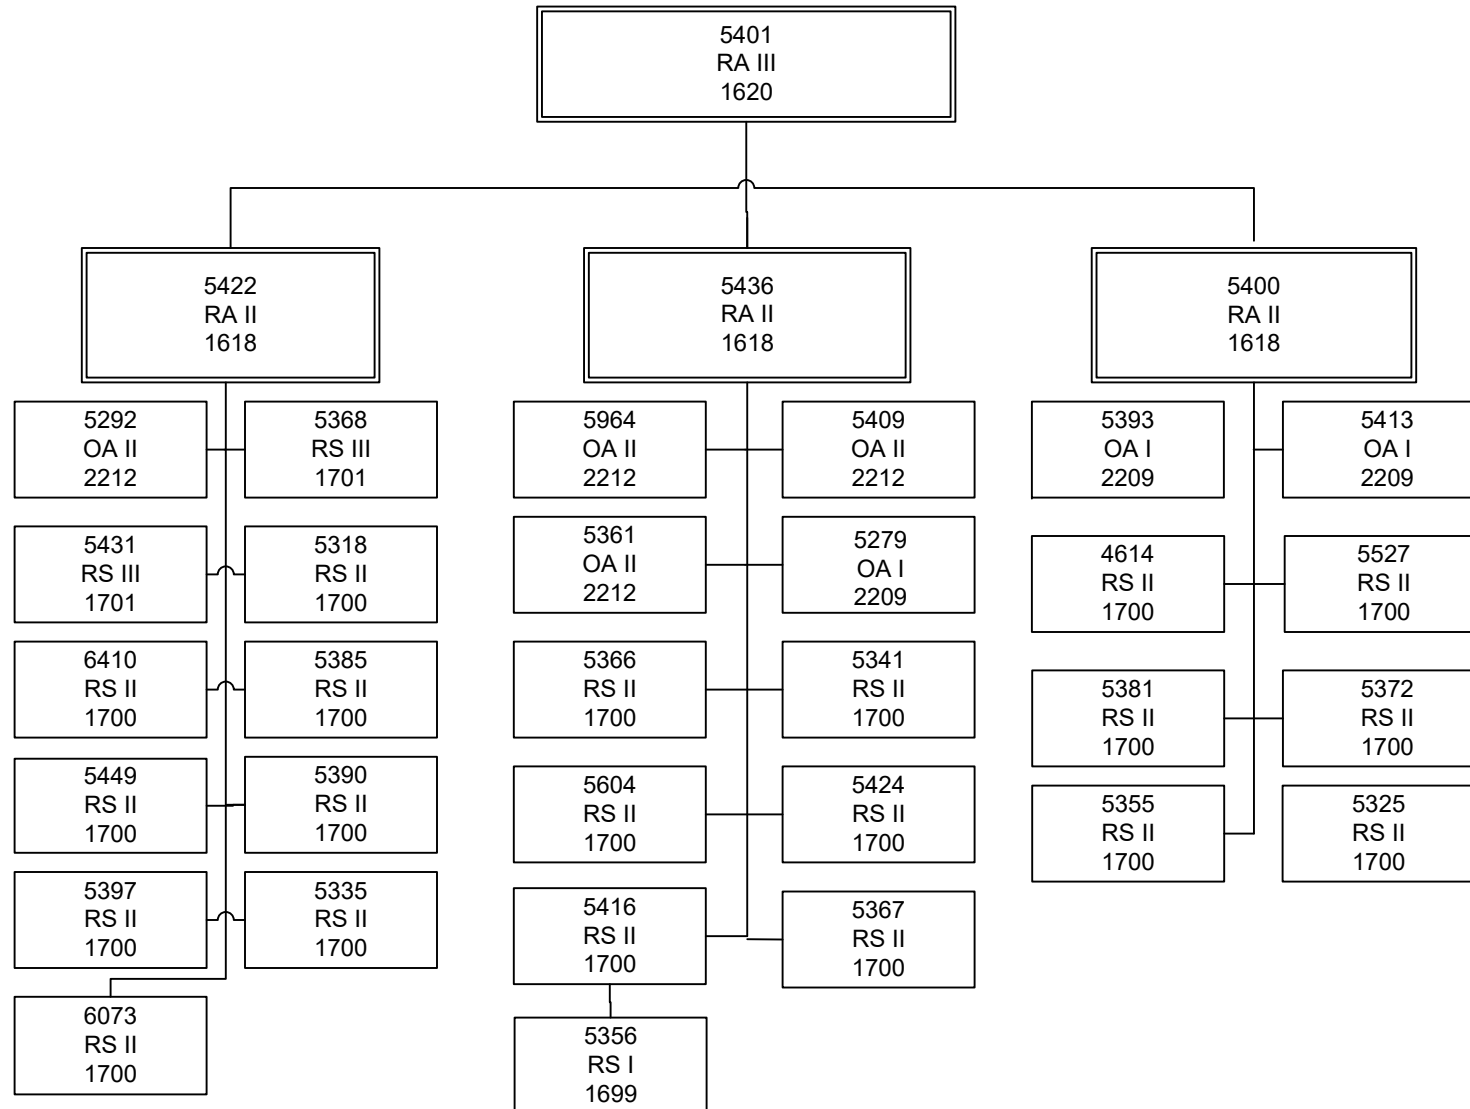 5401
RA III
1620
5422
RA II
1618
5436
RA II
1618
5400
RA II
1618
5292
OA II
2212
5368
RS III
1701
5964
OA II
2212
5409
OA II
2212
5393
OA I
2209
5413
OA I
2209
5431
RS III
1701
5318
RS II
1700
5361
OA II
2212
5279
OA I
2209
4614
RS II
1700
5527
RS II
1700
6410
RS II
1700
5385
RS II
1700
5366
RS II
1700
5341
RS II
1700
5381
RS II
1700
5372
RS II
1700
5449
RS II
1700
5390
RS II
1700
5604
RS II
1700
5424
RS II
1700
5355
RS II
1700
5325
RS II
1700
5397
RS II
1700
5335
RS II
1700
5416
RS II
1700
5367
RS II
1700
6073
RS II
1700
5356
RS I
1699